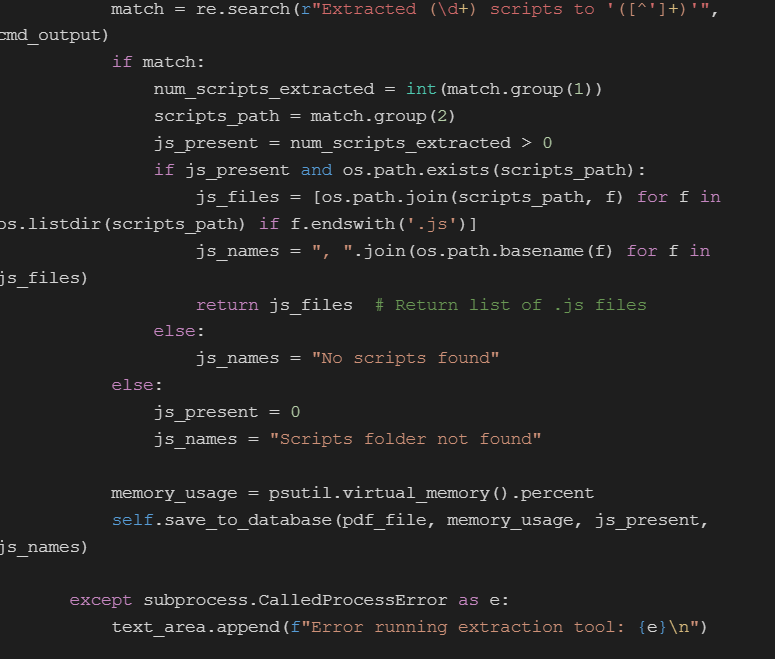 match = re.search(r"Extracted (\d+) scripts to '([^']+)'",
cmd_output)
if match:
num_scripts_extracted = int(match.group(1))
scripts_path = match.group(2)
js_present = num_scripts_extracted > 0
if js_present and os.path.exists(scripts_path):
js_files = [os.path.join(scripts_path, f) for f in
os.listdir(scripts_path) if f.endswith('.js')]
js_names = ", ".join(os.path.basename(f) for f in
js_files)
return js_files  # Return list of .js files
else:
js_names = "No scripts found"
else:
js_present = 0
js_names = "Scripts folder not found"
memory_usage = psutil.virtual_memory().percent
self.save_to_database(pdf_file, memory_usage, js_present,
js_names)
except subprocess.CalledProcessError as e:
text_area.append(f"Error running extraction tool: {e}\n")